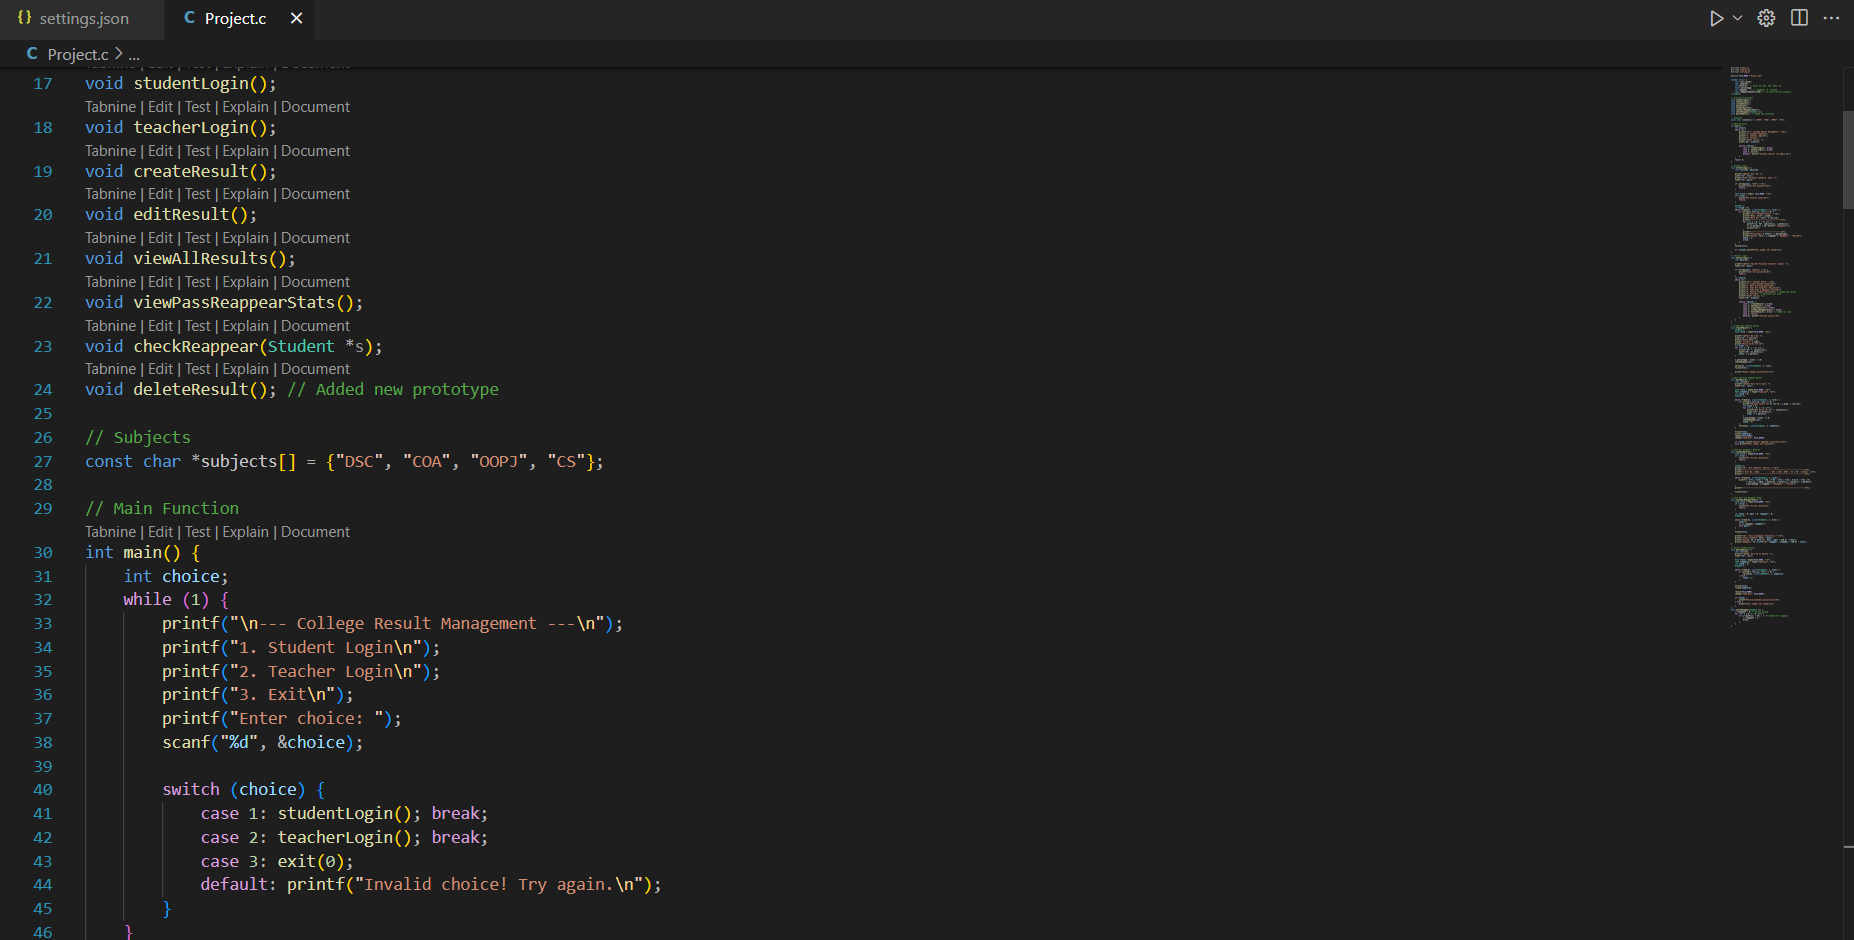 {} settings.json
C Project.c ×
C Project.c > ...
Tabnine | Edit | Test | Explain | Document
17 void studentLogin();
Tabnine | Edit | Test | Explain | Document
18 void teacherLogin();
Tabnine | Edit | Test | Explain | Document
19 void createResult();
Tabnine | Edit | Test | Explain | Document
20 void editResult();
Tabnine | Edit | Test | Explain | Document
21 void viewAllResults();
Tabnine | Edit | Test | Explain | Document
22 void viewPassReappearStats();
Tabnine | Edit | Test | Explain | Document
23 void checkReappear(Student *s);
Tabnine | Edit | Test | Explain | Document
24 void deleteResult(); // Added new prototype
25
26 // Subjects
27 const char *subjects[] = {"DSC", "COA", "OOPJ", "CS"};
28
29 // Main Function
Tabnine | Edit | Test | Explain | Document
30 int main() {
31     int choice;
32     while (1) {
33         printf("\n--- College Result Management ---\n");
34         printf("1. Student Login\n");
35         printf("2. Teacher Login\n");
36         printf("3. Exit\n");
37         printf("Enter choice: ");
38         scanf("%d", &choice);
39
40         switch (choice) {
41             case 1: studentLogin(); break;
42             case 2: teacherLogin(); break;
43             case 3: exit(0);
44             default: printf("Invalid choice! Try again.\n");
45         }
46     }